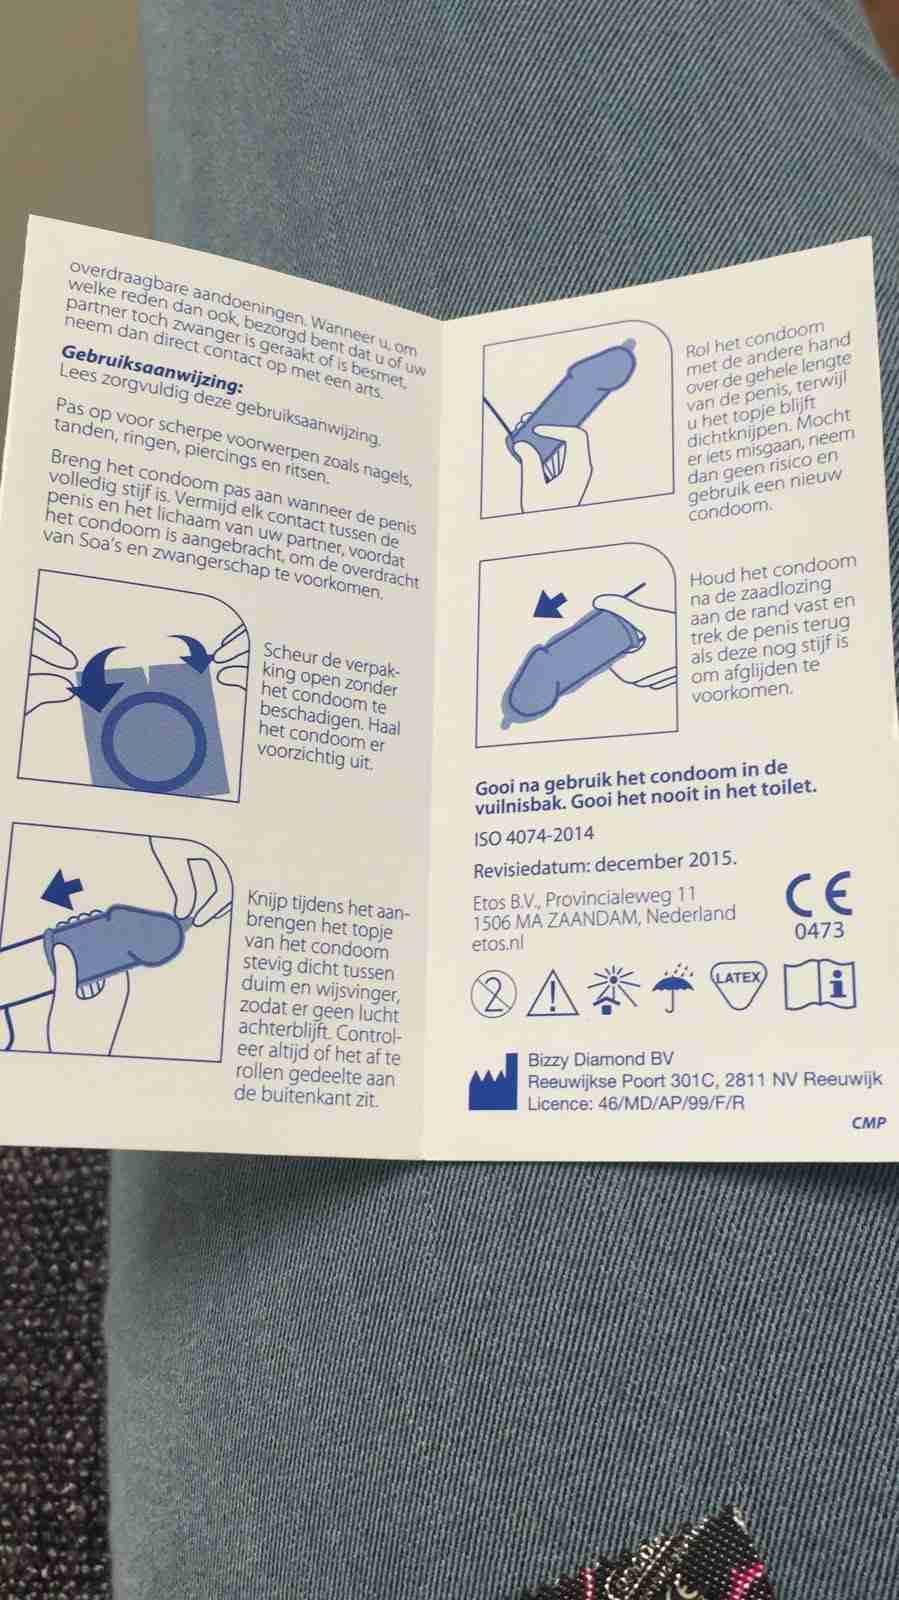 overdraagbare aandoeningen. Wanneer u, om
welke reden dan ook, bezorgd bent dat u of uw
partner toch zwanger is geraakt of is besmet,
neem dan direct contact op met een arts.
Gebruiksaanwijzing:
Lees zorgvuldig deze gebruiksaanwijzing.
Pas op voor scherpe voorwerpen zoals nagels,
tanden, ringen, piercings en ritsen.
Breng het condoom pas aan wanneer de penis
volledig stijf is. Vermijd elk contact tussen de
penis en het lichaam van uw partner, voordat
het condoom is aangebracht, om de overdracht
van Soa's en zwangerschap te voorkomen.
Scheur de verpak-
king open zonder
het condoom te
beschadigen. Haal
het condoom er
voorzichtig uit.
Knijp tijdens het aan-
brengen het topje
van het condoom
stevig dicht tussen
duim en wijsvinger,
zodat er geen lucht
achterblijft. Control-
eer altijd of het af te
rollen gedeelte aan
de buitenkant zit.
Rol het condoom
met de andere hand
over de gehele lengte
van de penis, terwijl
u het topje blijft
dichtknijpen. Mocht
er iets misgaan, neem
dan geen risico en
gebruik een nieuw
condoom.
Houd het condoom
na de zaadlozing
aan de rand vast en
trek de penis terug
als deze nog stijf is
om afglijden te
voorkomen.
Gooi na gebruik het condoom in de
vuilnisbak. Gooi het nooit in het toilet.
ISO 4074-2014
Revisiedatum: december 2015.
Etos B.V., Provincialeweg 11
1506 MA ZAANDAM, Nederland
etos.nl
CE
0473
2
LATEX
i
Bizzy Diamond BV
Reeuwijkse Poort 301C, 2811 NV Reeuwijk
Licence: 46/MD/AP/99/F/R
CMP